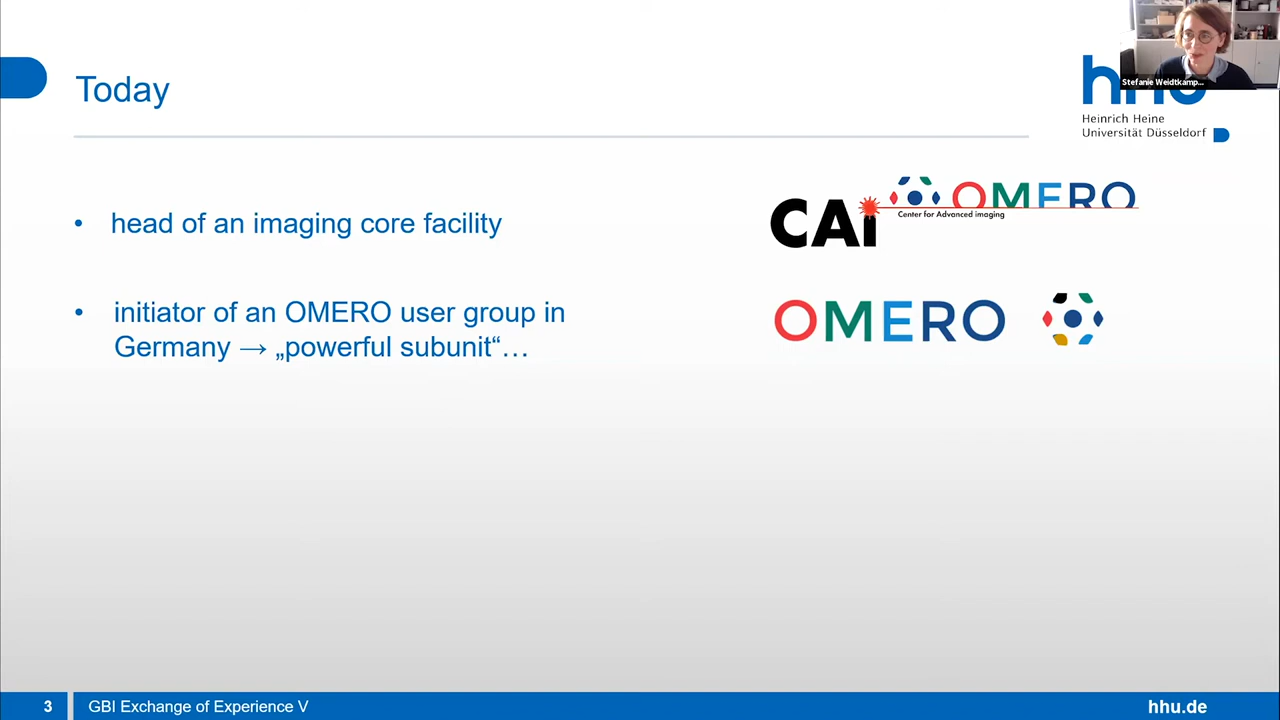 Today
Stefanie Weidtkamp...
hhu
Heinrich Heine
Universität Düsseldorf
• head of an imaging core facility
CAi
OMERO
Center for Advanced imaging
• initiator of an OMERO user group in
Germany → „powerful subunit“…
OMERO
3
GBI Exchange of Experience V
hhu.de